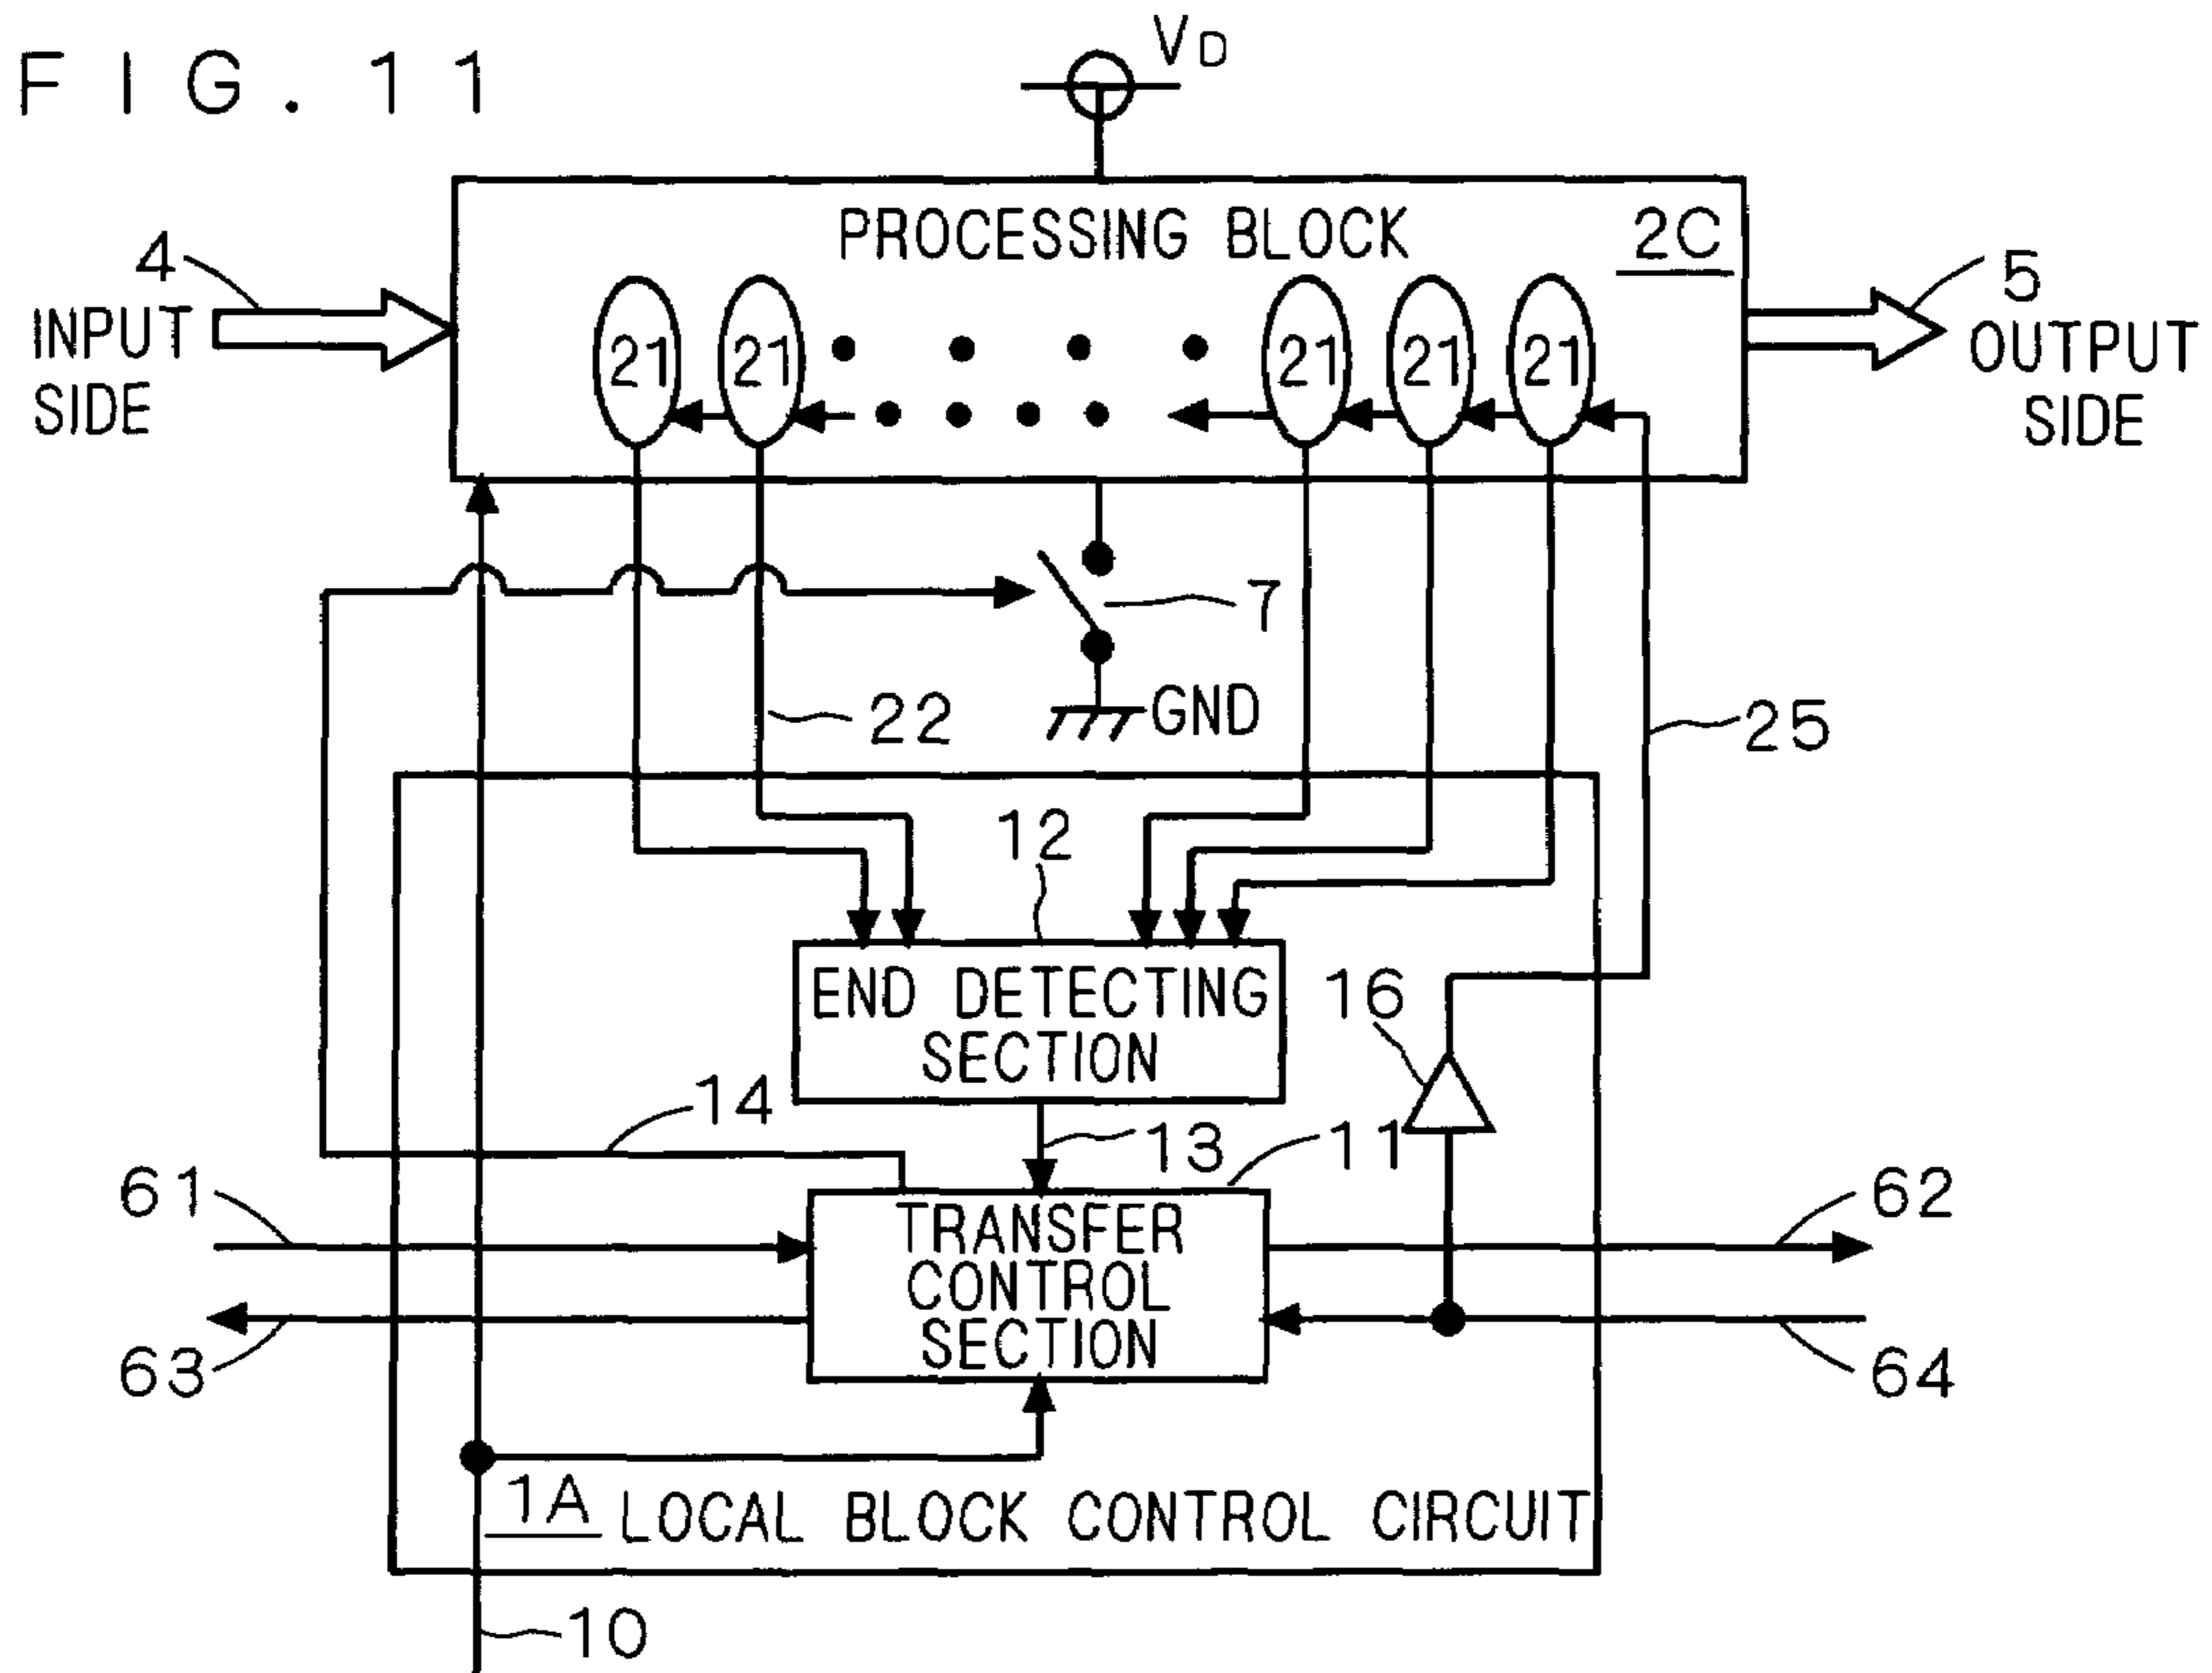 FIG. 11
VD
PROCESSING BLOCK
2C
4
INPUT
SIDE
5
OUTPUT
SIDE
21 21 21 21 21
7
22
GND
25
12
END DETECTING
SECTION
16
14
13
11
61
62
TRANSFER
CONTROL
SECTION
63
64
1A LOCAL BLOCK CONTROL CIRCUIT
10